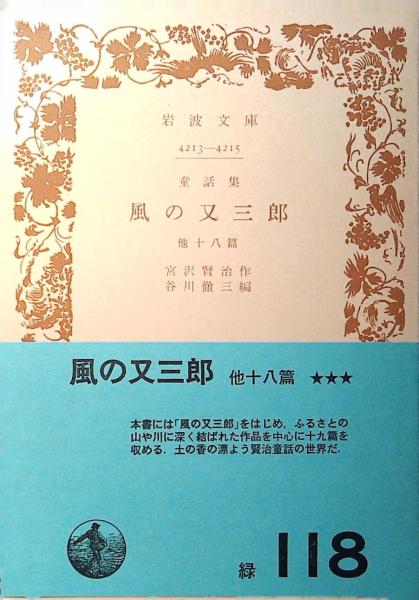 岩波文庫
4213—4215
童話集
風の又三郎
他十八篇
宮沢賢治作
谷川徹三編
風の又三郎 他十八篇 ★★★
本書には「風の又三郎」をはじめ，ふるさとの
山や川に深く結ばれた作品を中心に十九篇を
収める．土の香の漂よう賢治童話の世界だ．
緑 118